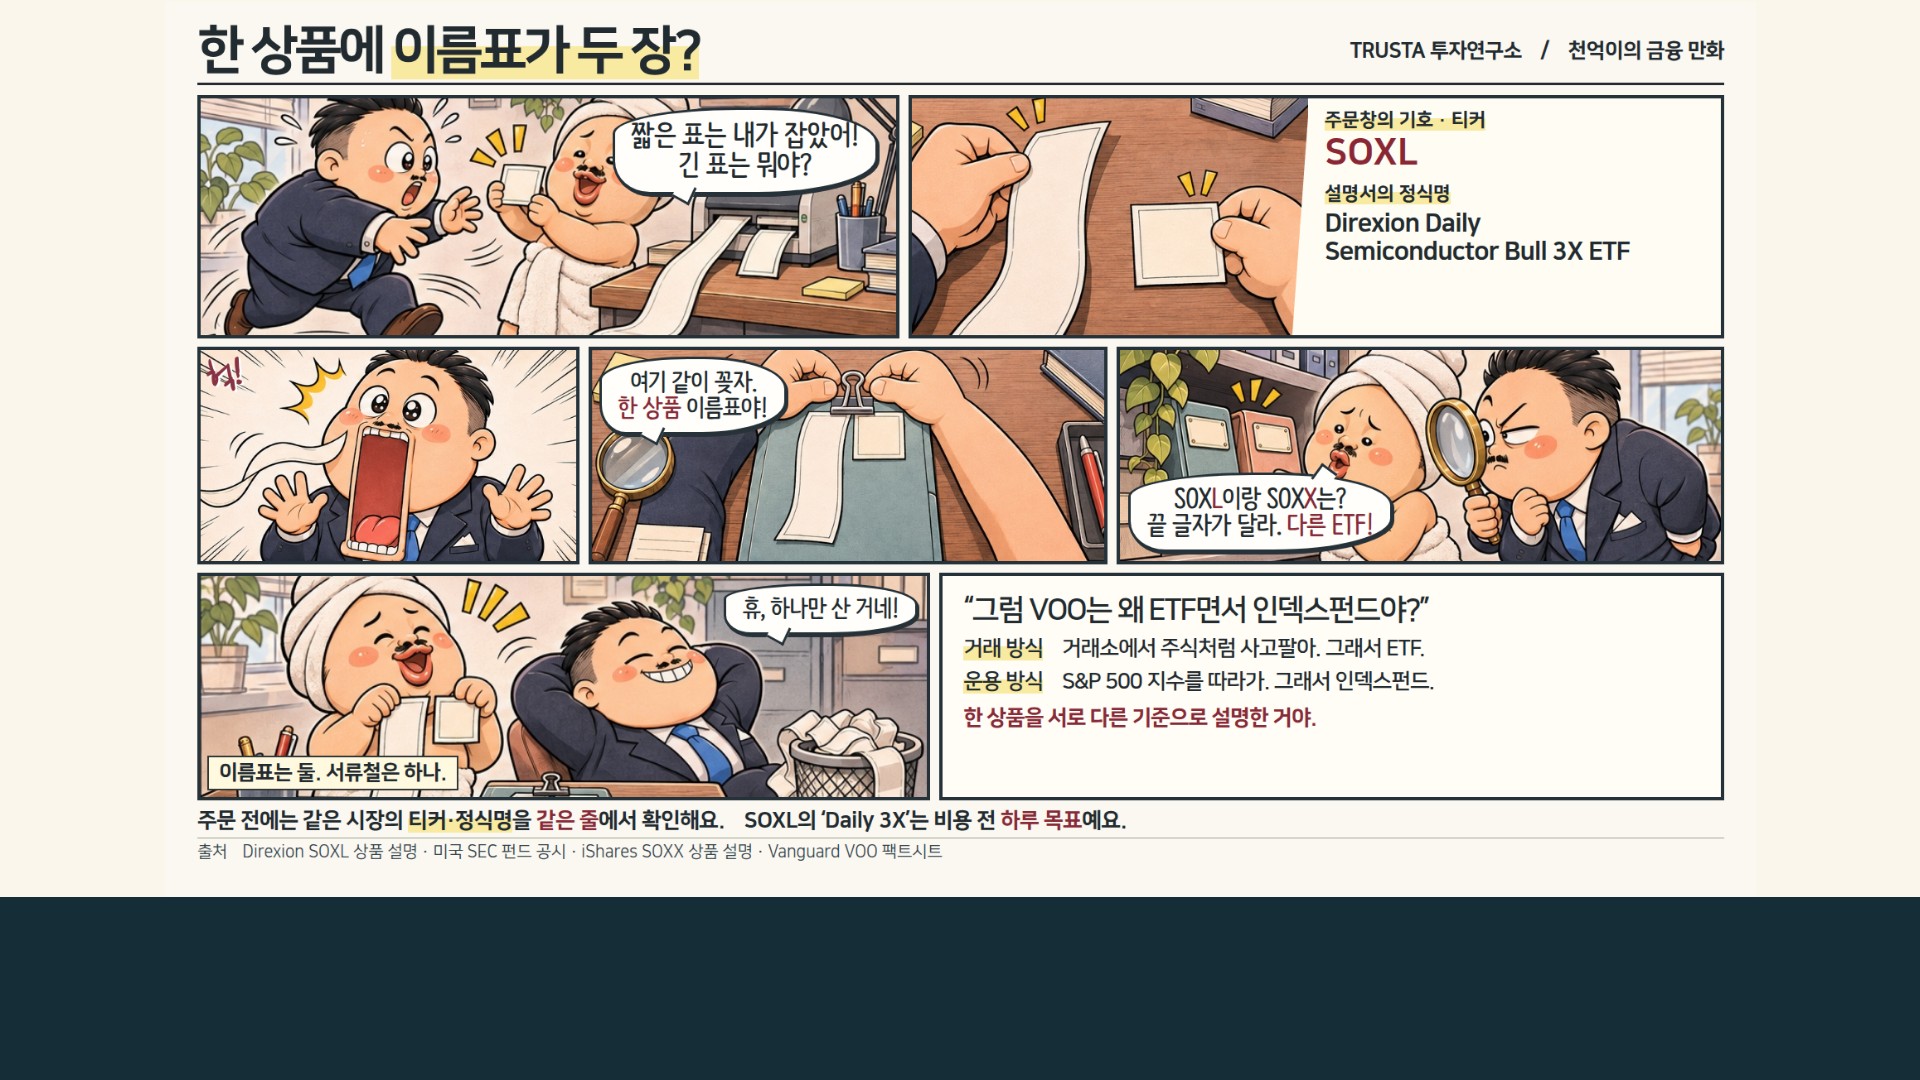 한 상품에 이름표가 두 장?
TRUSTA 투자연구소 / 천억이의 금융 만화
짧은 표는 내가 잡았어!
긴 표는 뭐야?
주문창의 기호 · 티커
SOXL
설명서의 정식명
Direxion Daily
Semiconductor Bull 3X ETF
헉!
여기 같이 꽂자.
한 상품 이름표야!
SOXL이랑 SOXX는?
끝 글자가 달라. 다른 ETF!
휴, 하나만 산 거네!
이름표는 둘. 서류철은 하나.
“그럼 VOO는 왜 ETF면서 인덱스펀드야?”
거래 방식 거래소에서 주식처럼 사고팔아. 그래서 ETF.
운용 방식 S&P 500 지수를 따라가. 그래서 인덱스펀드.
한 상품을 서로 다른 기준으로 설명한 거야.
주문 전에는 같은 시장의 티커·정식명을 같은 줄에서 확인해요. SOXL의 ‘Daily 3X’는 비용 전 하루 목표예요.
출처 Direxion SOXL 상품 설명 · 미국 SEC 펀드 공시 · iShares SOXX 상품 설명 · Vanguard VOO 팩트시트